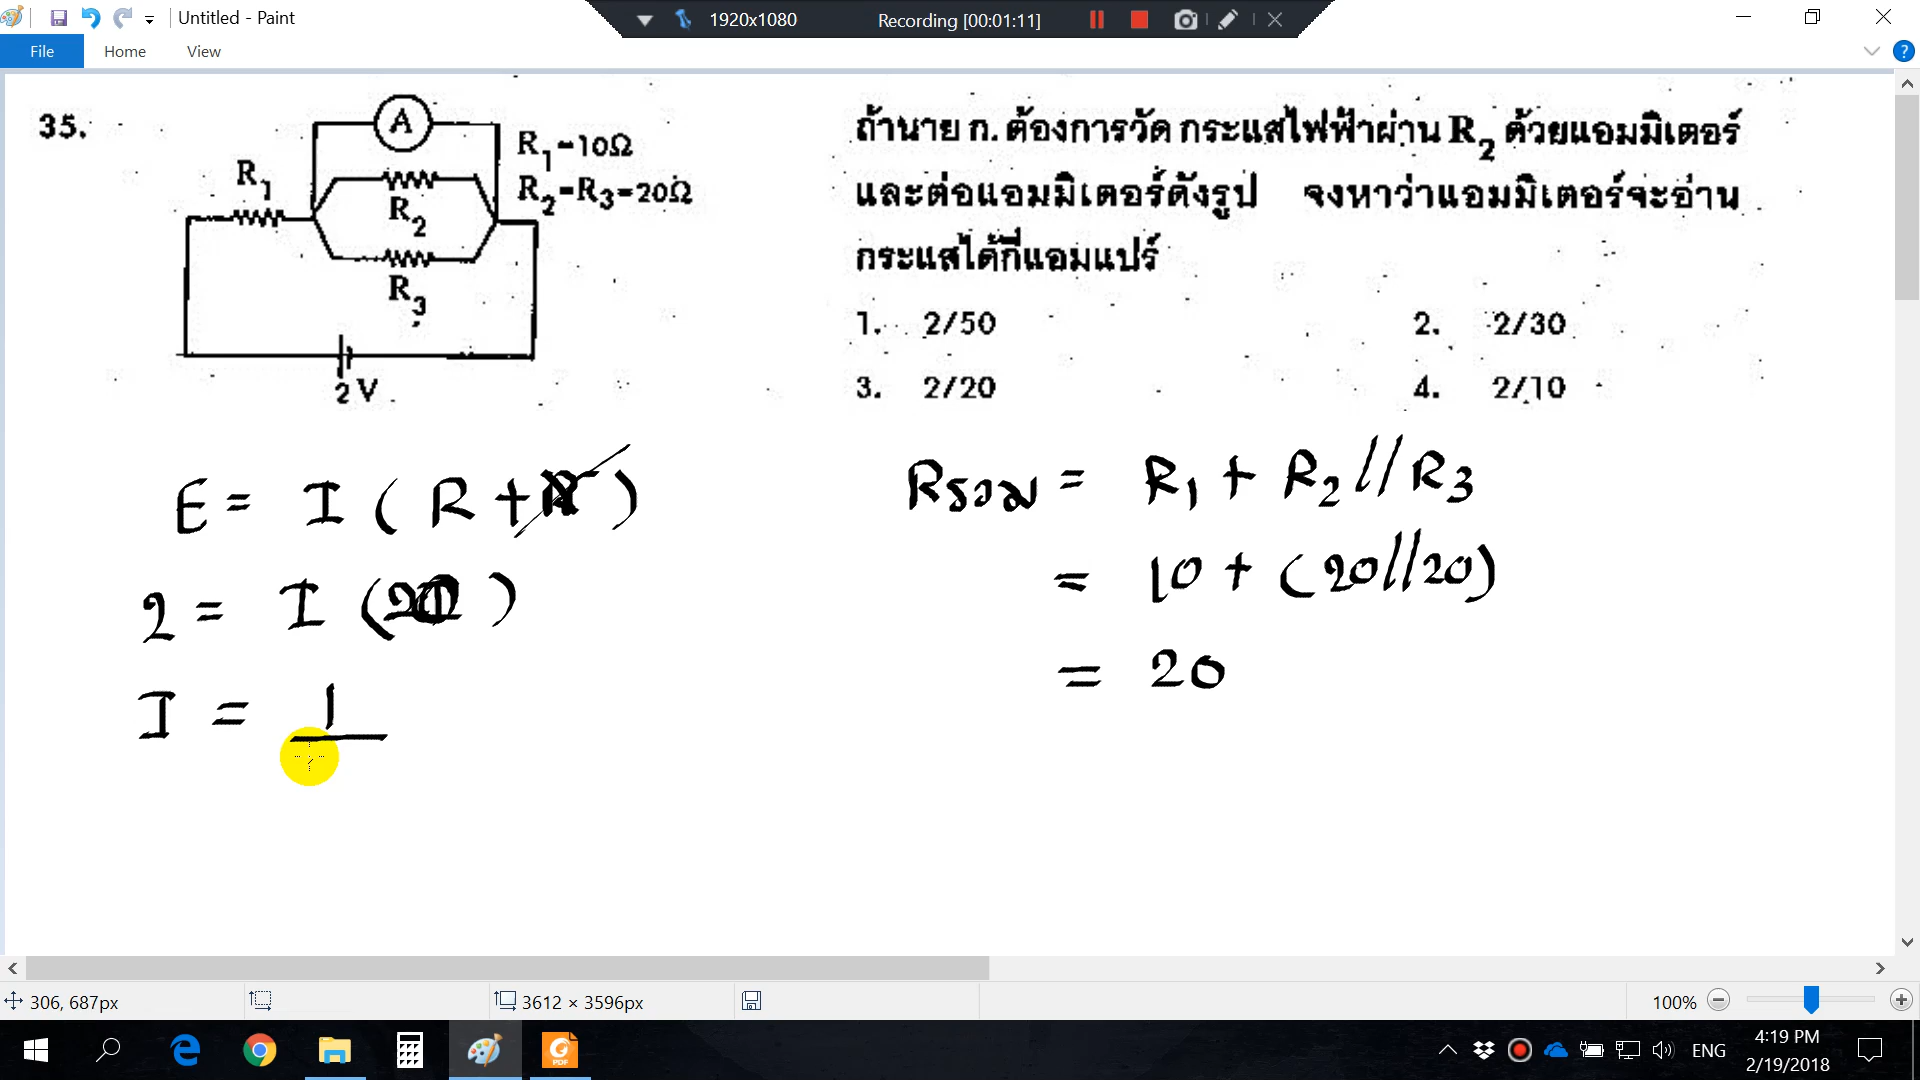 Untitled - Paint
1920x1080
Recording [00:01:11]
File
Home
View
35.
A
R1
R2
R3
2 V
R1=10Ω
R2=R3=20Ω
ถ้านาย ก. ต้องการวัด กระแสไฟฟ้าผ่าน R2 ด้วยแอมมิเตอร์
และต่อแอมมิเตอร์ดังรูป จงหาว่าแอมมิเตอร์จะอ่าน
กระแสได้กี่แอมแปร์
1. 2/50
2. 2/30
3. 2/20
4. 2/10
E = I ( R + )
2 = I ( )
I = 1
Rรวม = R1 + R2 // R3
= 10 + (20//20)
= 20
306, 687px
3612 × 3596px
100%
PDF
ENG
4:19 PM
2/19/2018